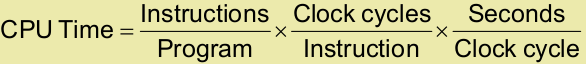 CPU Time = Instructions/Program × Clock cycles/Instruction × Seconds/Clock cycle